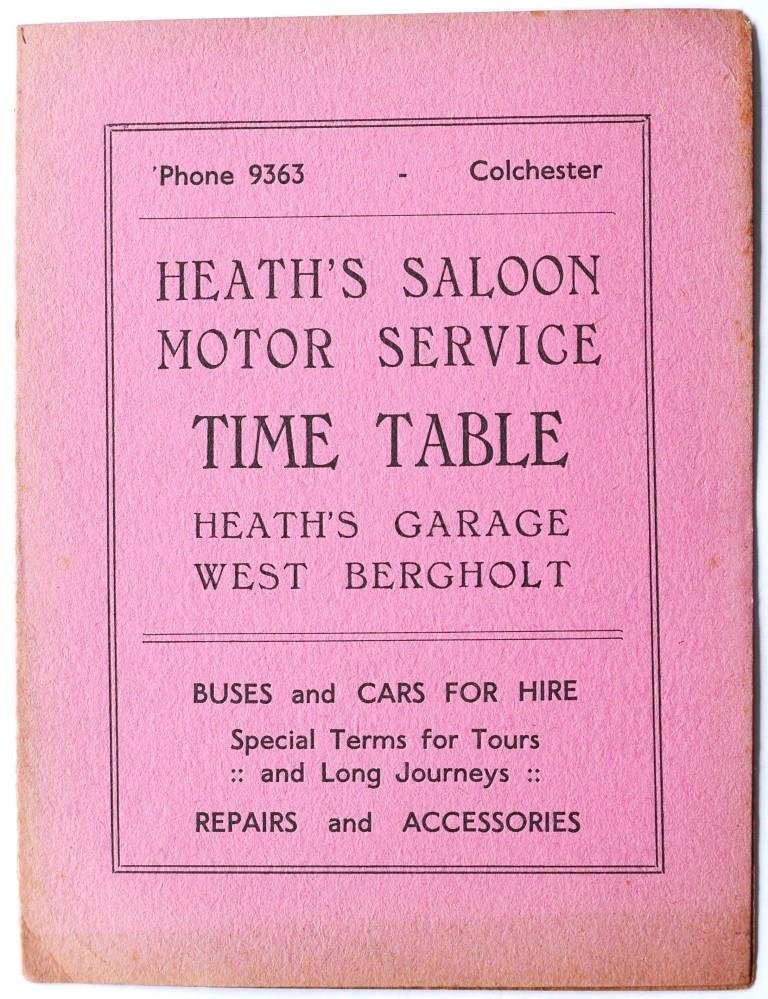 'Phone 9363 - Colchester
HEATH'S SALOON
MOTOR SERVICE
TIME TABLE
HEATH'S GARAGE
WEST BERGHOLT
BUSES and CARS FOR HIRE
Special Terms for Tours
:: and Long Journeys ::
REPAIRS and ACCESSORIES